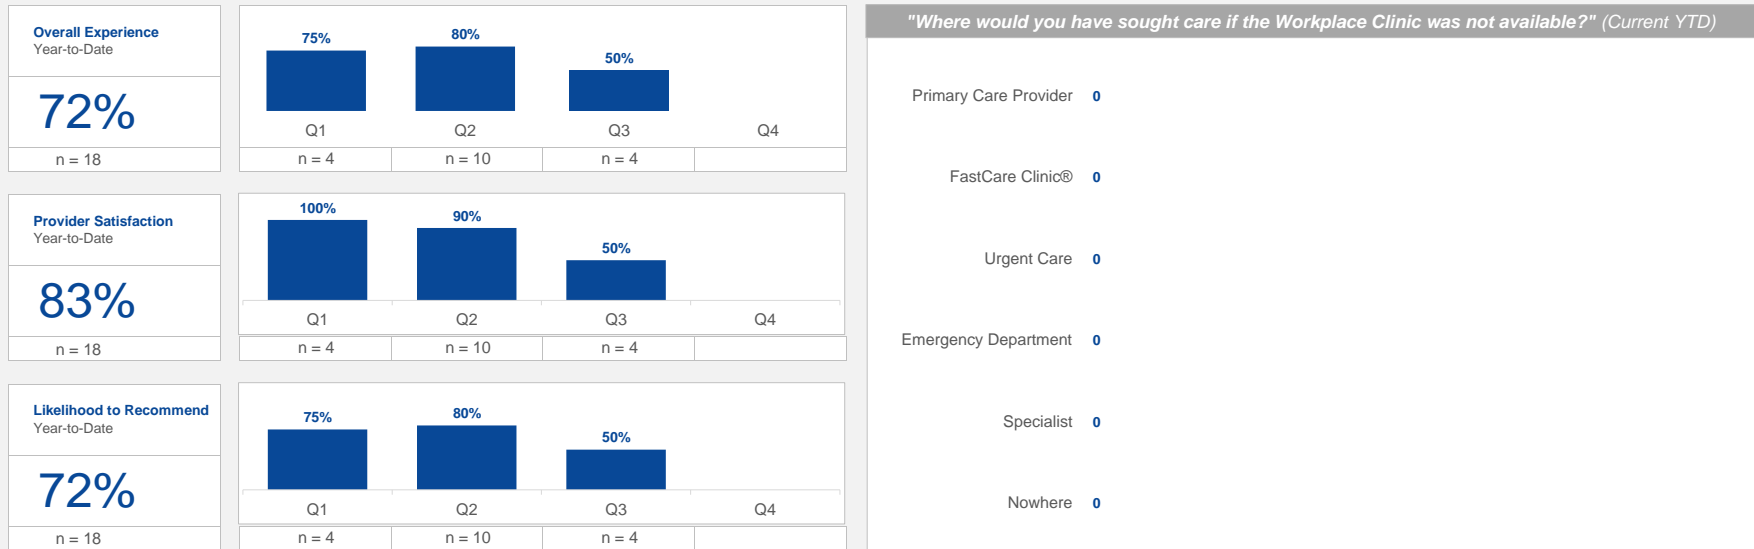 Overall Experience
Year-to-Date
72%
n = 18
75%
80%
50%
Q1
Q2
Q3
Q4
n = 4
n = 10
n = 4
Provider Satisfaction
Year-to-Date
83%
n = 18
100%
90%
50%
Q1
Q2
Q3
Q4
n = 4
n = 10
n = 4
Likelihood to Recommend
Year-to-Date
72%
n = 18
75%
80%
50%
Q1
Q2
Q3
Q4
n = 4
n = 10
n = 4
"Where would you have sought care if the Workplace Clinic was not available?" (Current YTD)
Primary Care Provider 0
FastCare Clinic® 0
Urgent Care 0
Emergency Department 0
Specialist 0
Nowhere 0